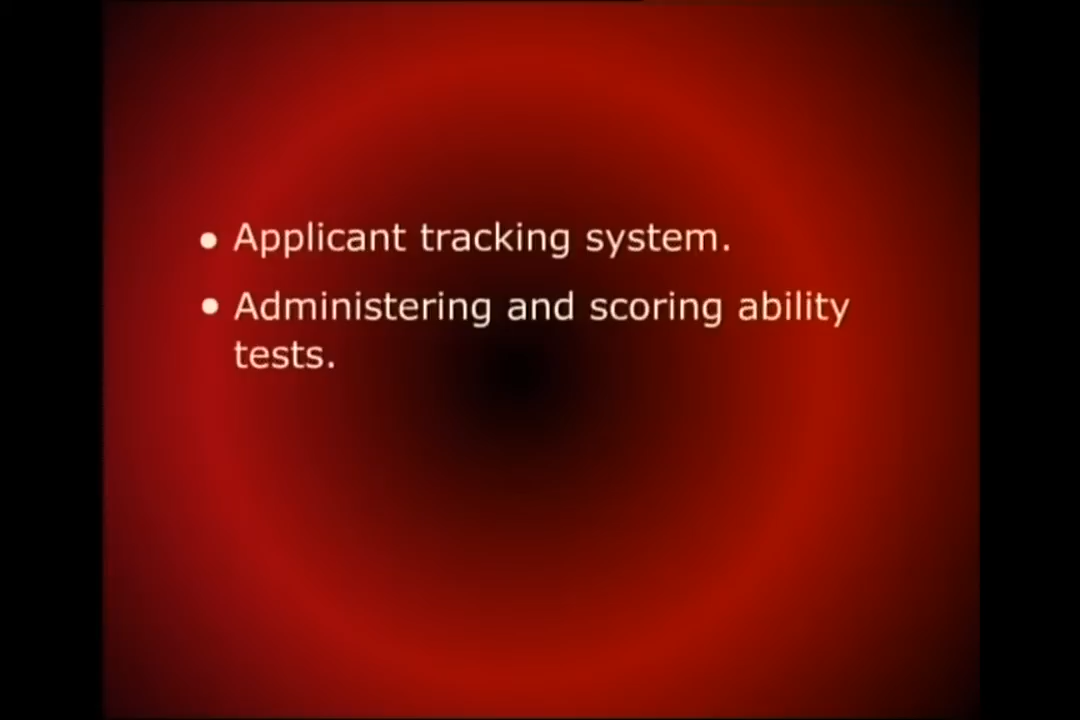 • Applicant tracking system.
• Administering and scoring ability
tests.